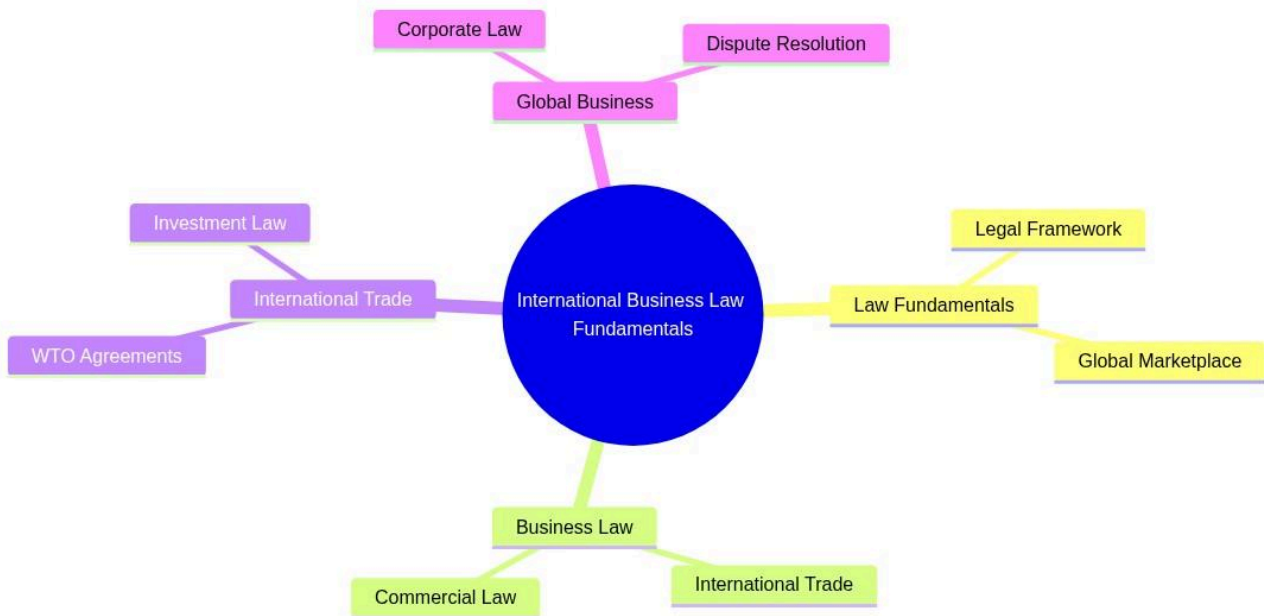 Corporate Law
Dispute Resolution
Global Business
Investment Law
Legal Framework
International Trade
International Business Law
Fundamentals
Law Fundamentals
WTO Agreements
Global Marketplace
Business Law
Commercial Law
International Trade